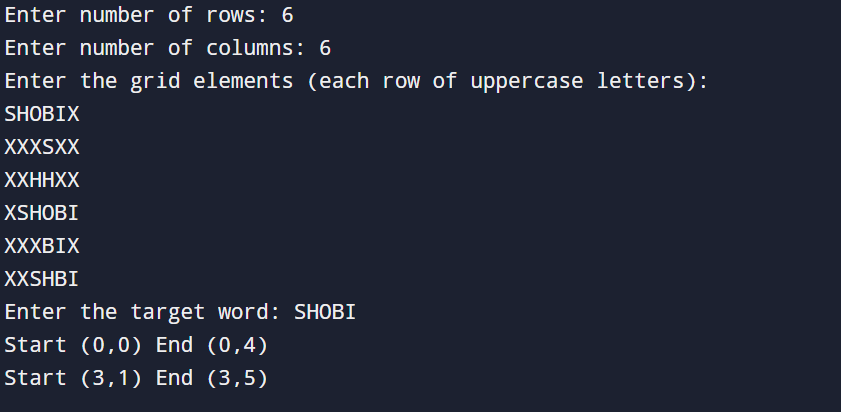 Enter number of rows: 6
Enter number of columns: 6
Enter the grid elements (each row of uppercase letters):
SHOBIX
XXXSXX
XXHHXX
XSHOBI
XXXBIX
XXSHBI
Enter the target word: SHOBI
Start (0,0) End (0,4)
Start (3,1) End (3,5)